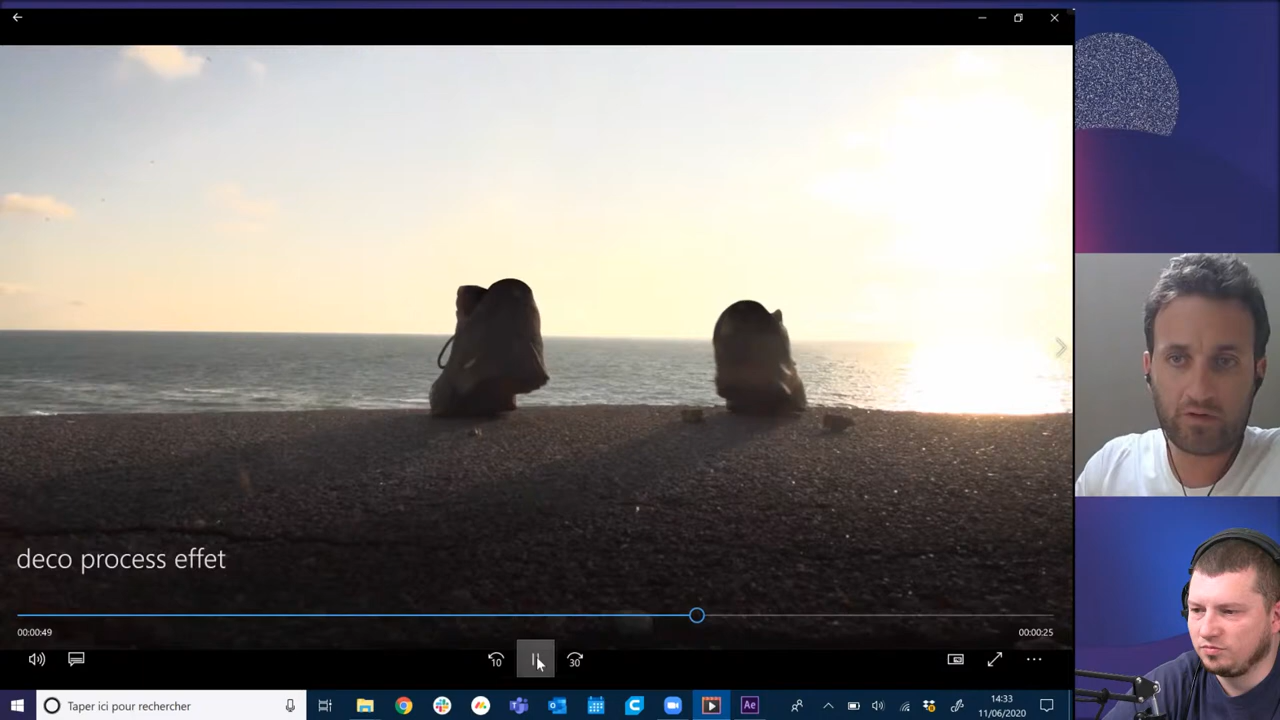 deco process effet
00:00:49
00:00:25
10
30
Taper ici pour rechercher
Ae
14:33
11/06/2020